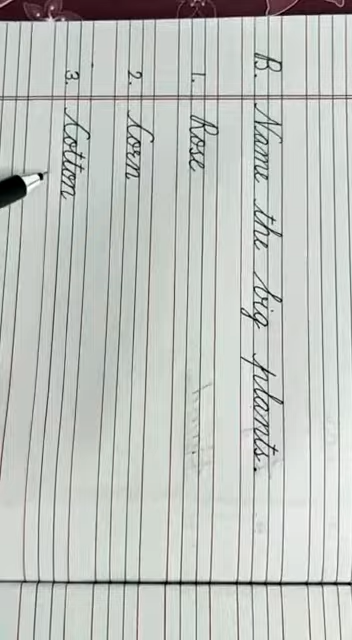 B. Name the big plants.
1. Rose
2. Corn
3. Cotton